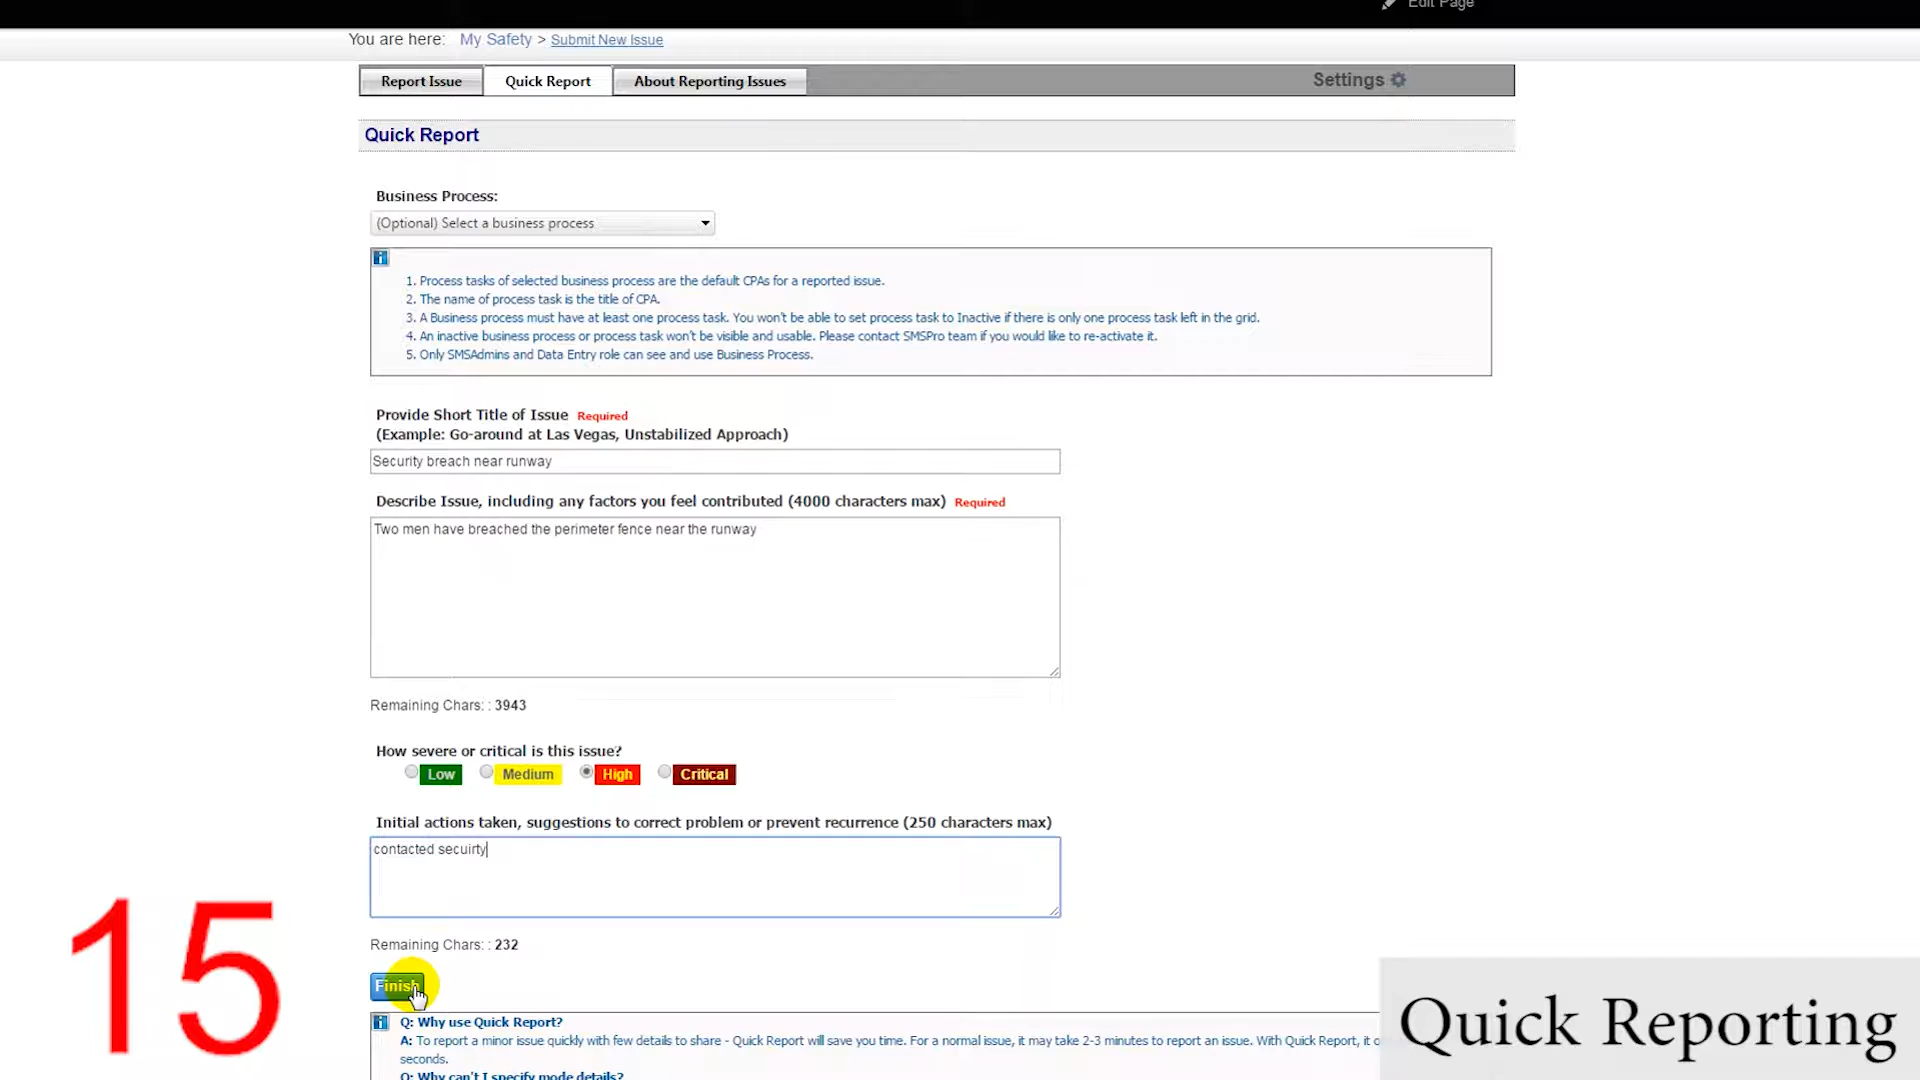 Edit Page
You are here: My Safety > Submit New Issue
Report Issue Quick Report About Reporting Issues Settings
Quick Report
Business Process:
(Optional) Select a business process
1. Process tasks of selected business process are the default CPAs for a reported issue.
2. The name of process task is the title of CPA.
3. A Business process must have at least one process task. You won't be able to set process task to Inactive if there is only one process task left in the grid.
4. An inactive business process or process task won't be visible and usable. Please contact SMSPro team if you would like to re-activate it.
5. Only SMSAdmins and Data Entry role can see and use Business Process.
Provide Short Title of Issue Required
(Example: Go-around at Las Vegas, Unstabilized Approach)
Security breach near runway
Describe Issue, including any factors you feel contributed (4000 characters max) Required
Two men have breached the perimeter fence near the runway
Remaining Chars: : 3943
How severe or critical is this issue?
Low Medium High Critical
Initial actions taken, suggestions to correct problem or prevent recurrence (250 characters max)
contacted secuirty
Remaining Chars: : 232
Finish
15
Q: Why use Quick Report?
A: To report a minor issue quickly with few details to share - Quick Report will save you time. For a normal issue, it may take 2-3 minutes to report an issue. With Quick Report, it
seconds.
Q: Why can't I specify mode details?
Quick Reporting